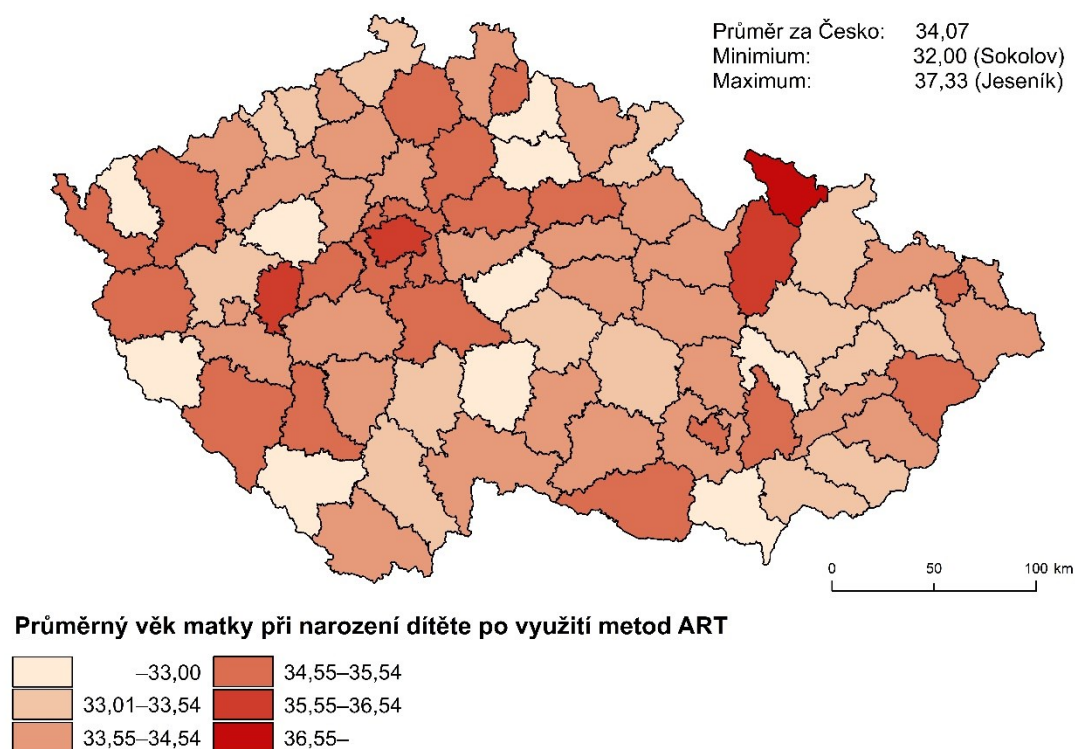 Průměr za Česko: 34,07
Minimium: 32,00 (Sokolov)
Maximum: 37,33 (Jeseník)
0 50 100 km
Průměrný věk matky při narození dítěte po využití metod ART
–33,00 34,55–35,54
33,01–33,54 35,55–36,54
33,55–34,54 36,55–